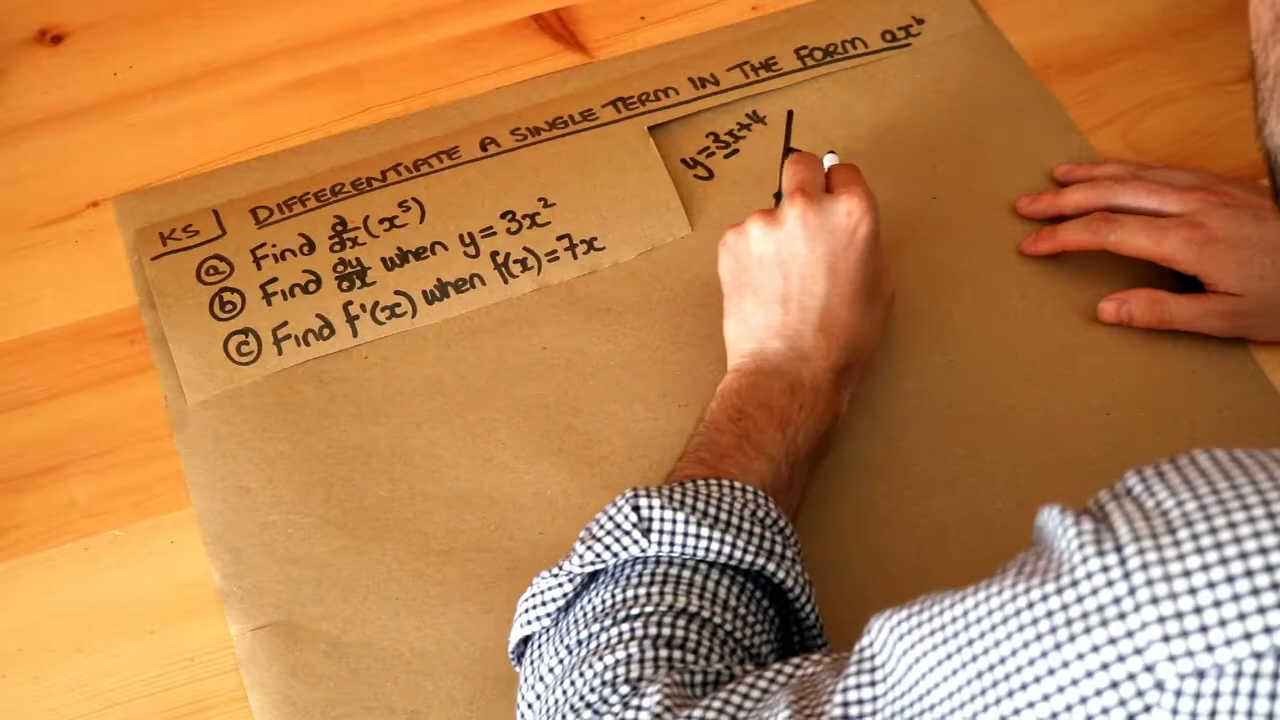 DIFFERENTIATE A SINGLE TERM IN THE FORM axᵇ
K5
ⓐ Find d/dx (x⁵)
ⓑ Find dy/dx when y=3x²
ⓒ Find f'(x) when f(x)=7x
y=3x+4